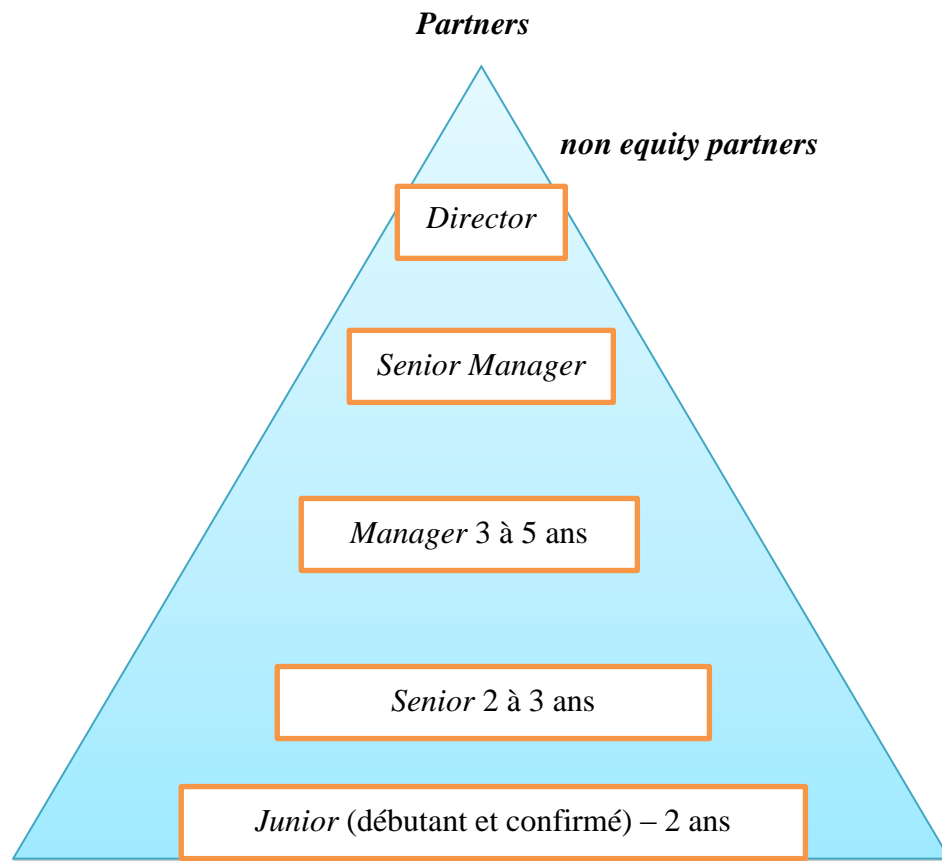 Partners
non equity partners
Director
Senior Manager
Manager 3 à 5 ans
Senior 2 à 3 ans
Junior (débutant et confirmé) – 2 ans